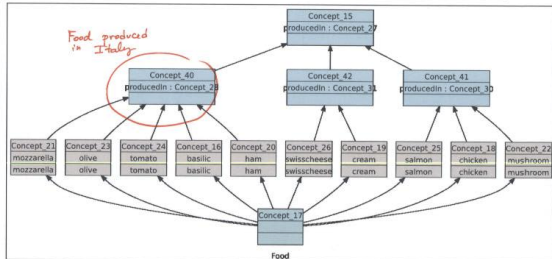 Concept_15
producedIn : Concept_27
Food produced
in Italy
Concept_40
producedIn : Concept_28
Concept_42
producedIn : Concept_31
Concept_41
producedIn : Concept_30
Concept_21
mozzarella
mozzarella
Concept_23
olive
olive
Concept_24
tomato
tomato
Concept_16
basilic
basilic
Concept_20
ham
ham
Concept_26
swisscheese
swisscheese
Concept_19
cream
cream
Concept_25
salmon
salmon
Concept_18
chicken
chicken
Concept_22
mushroom
mushroom
Concept_17
Food